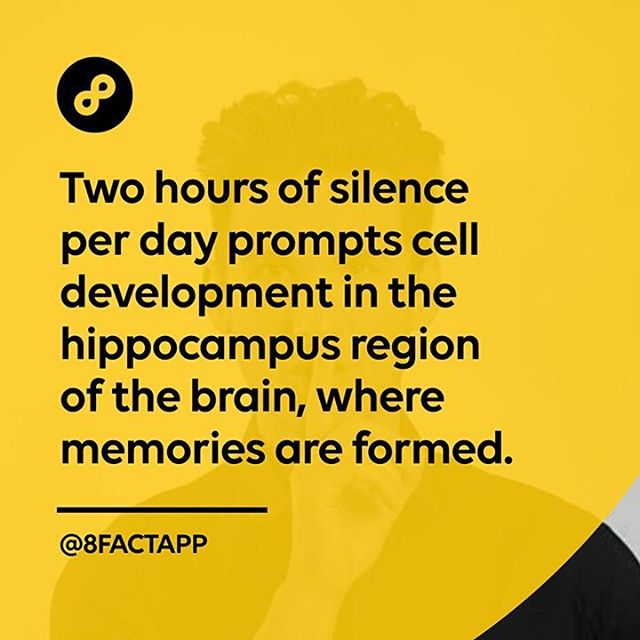 Two hours of silence
per day prompts cell
development in the
hippocampus region
of the brain, where
memories are formed.
@8FACTAPP